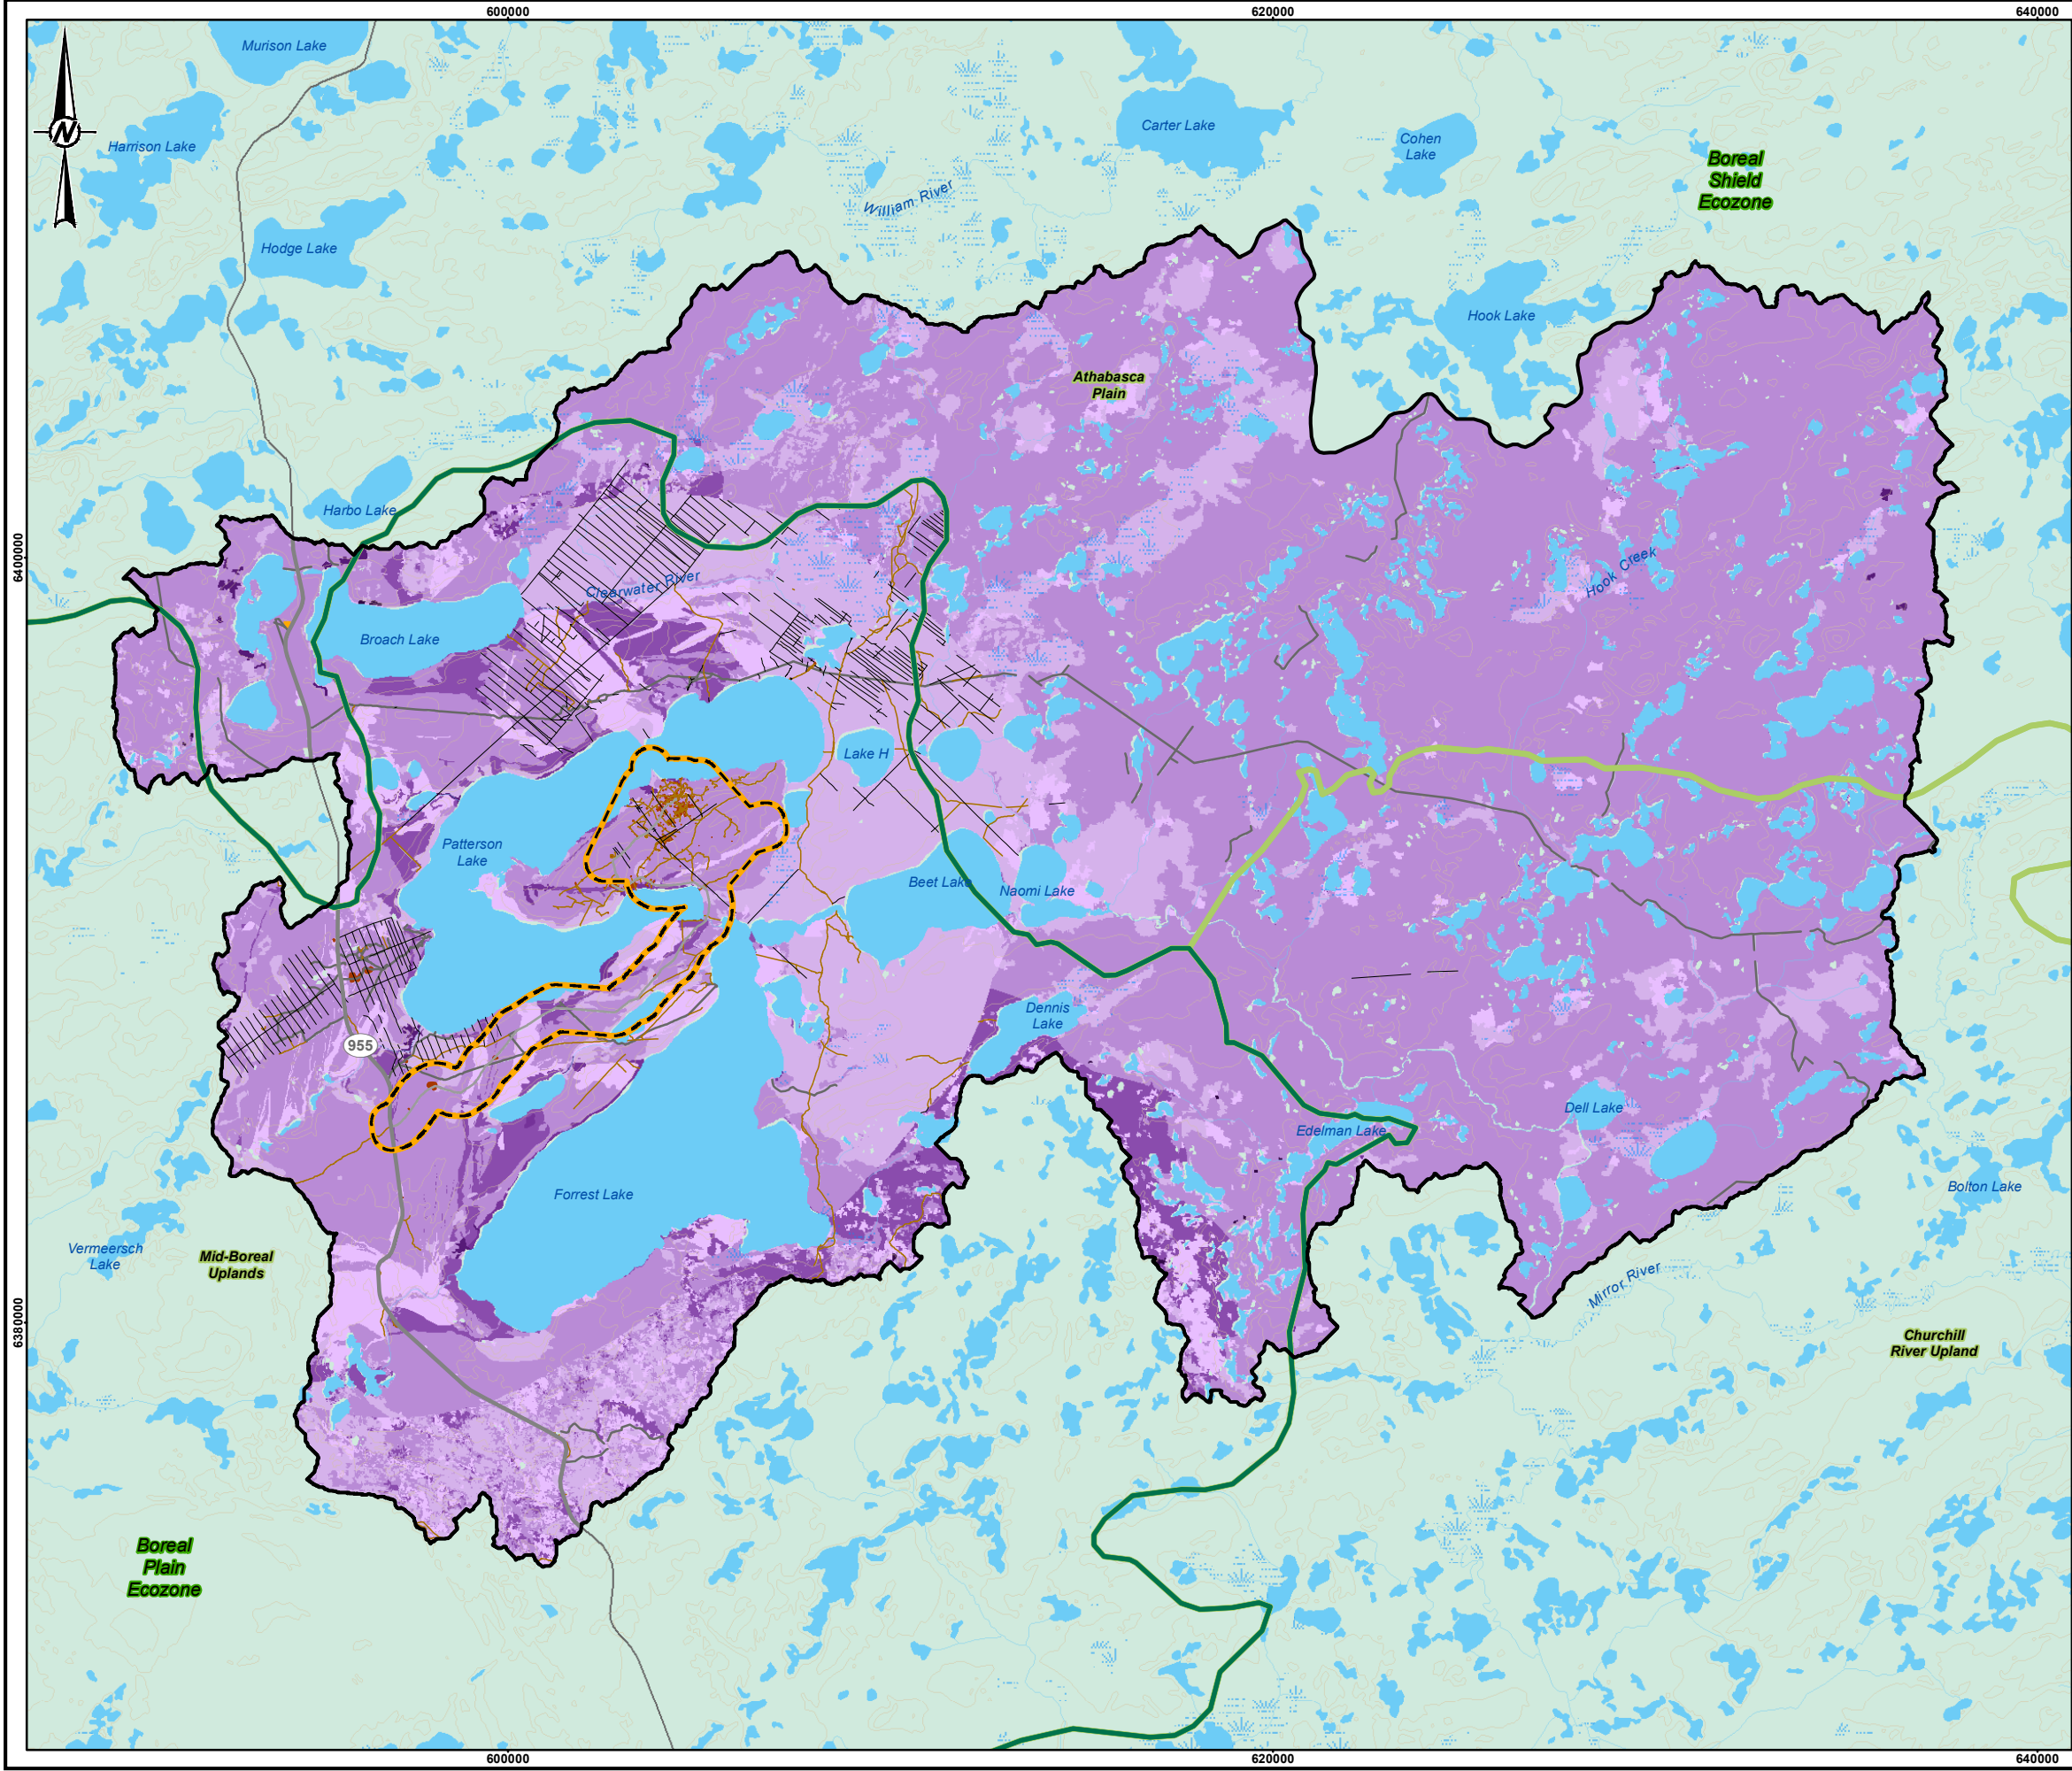 600000
620000
640000
Murison Lake
N
Harrison Lake
Carter Lake
Cohen
Lake
Boreal
Shield
Ecozone
William River
Hodge Lake
Hook Lake
Athabasca
Plain
Harbo Lake
6400000
Clearwater River
Hook Creek
Broach Lake
Lake H
Patterson
Lake
Beet Lake
Naomi Lake
Dennis
Lake
955
Dell Lake
Edelman Lake
Forrest Lake
Bolton Lake
Vermeersch
Lake
Mid-Boreal
Uplands
Mirror River
6380000
Churchill
River Upland
Boreal
Plain
Ecozone
600000
620000
640000